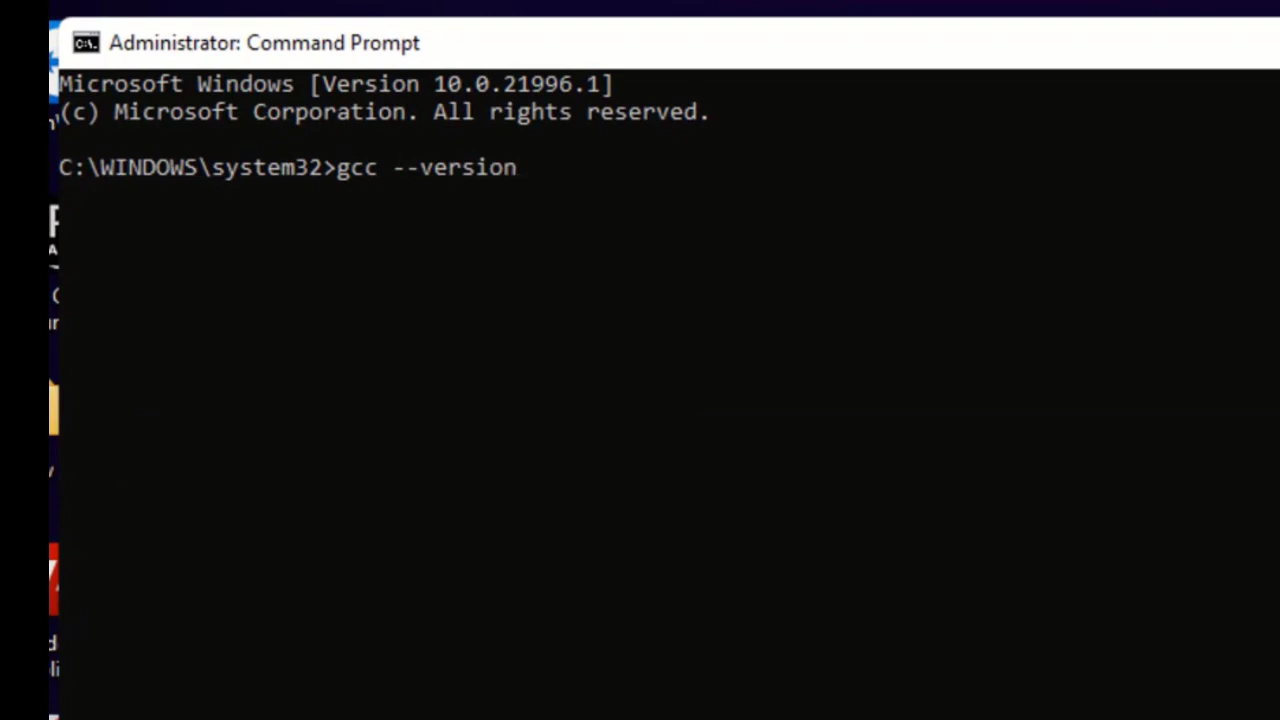 Administrator: Command Prompt
Microsoft Windows [Version 10.0.21996.1]
(c) Microsoft Corporation. All rights reserved.
C:\WINDOWS\system32>gcc --version